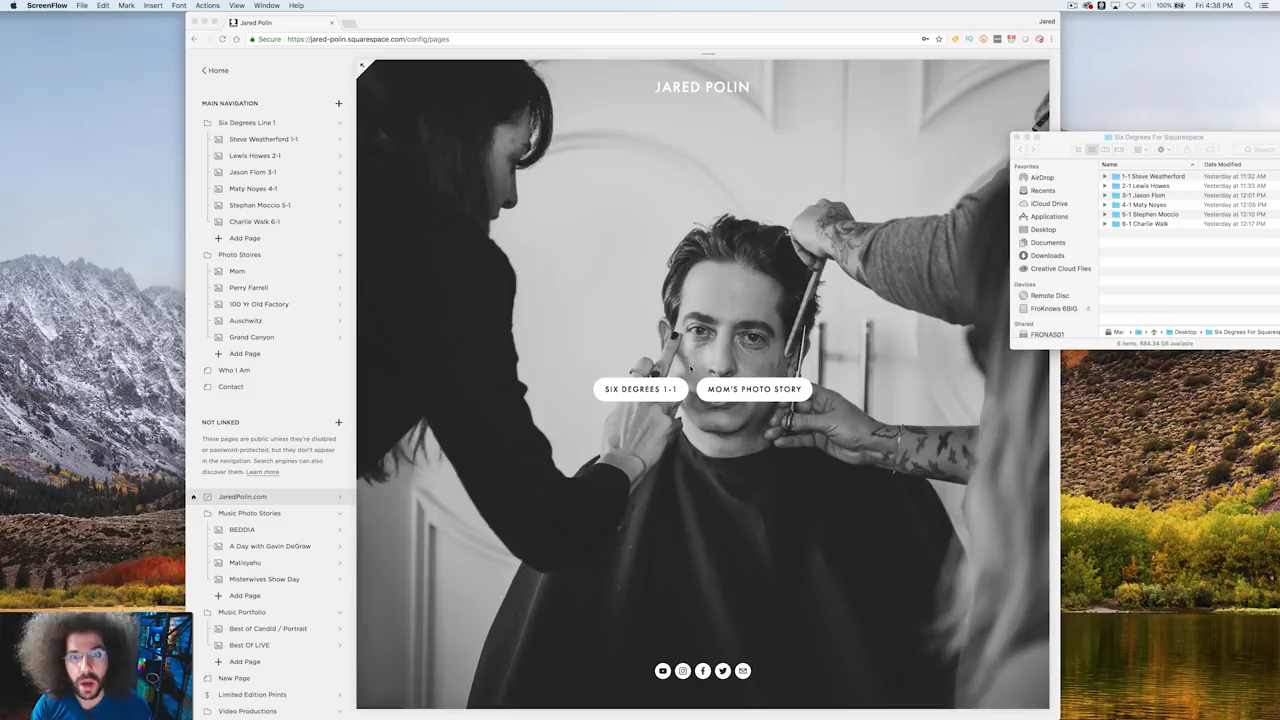 ScreenFlow File Edit Mark Insert Font Actions View Window Help
100% Fri 4:38 PM
Jared Polin
Jared
Secure https://jared-polin.squarespace.com/config/pages
Home
MAIN NAVIGATION
Six Degrees Line 1
Steve Weatherford 1-1
Lewis Howes 2-1
Jason Flom 3-1
Maty Noyes 4-1
Stephan Moccio 5-1
Charlie Walk 6-1
Add Page
Photo Stoires
Mom
Perry Farrell
100 Yr Old Factory
Auschwitz
Grand Canyon
Add Page
Who I Am
Contact
NOT LINKED
These pages are public unless they're disabled
or password-protected, but they don't appear
in the navigation. Search engines can also
discover them. Learn more
JaredPolin.com
Music Photo Stories
BEDDIA
A Day with Gavin DeGraw
Matisyahu
Misterwives Show Day
Add Page
Music Portfolio
Best of Candid / Portrait
Best Of LIVE
Add Page
New Page
Limited Edition Prints
Video Productions
JARED POLIN
SIX DEGREES 1-1
MOM'S PHOTO STORY
Six Degrees For Squarespace
Search
Favorites
AirDrop
Recents
iCloud Drive
Applications
Desktop
Documents
Downloads
Creative Cloud Files
Devices
Remote Disc
FroKnows 6BIG
Shared
FRONAS01
Name Date Modified
1-1 Steve Weatherford Yesterday at 11:32 AM
2-1 Lewis Howes Yesterday at 11:33 AM
3-1 Jason Flom Yesterday at 12:01 PM
4-1 Maty Noyes Yesterday at 12:05 PM
5-1 Stephen Moccio Yesterday at 12:10 PM
6-1 Charlie Walk Yesterday at 12:17 PM
Mac Desktop Six Degrees For Squares
6 items, 884.34 GB available